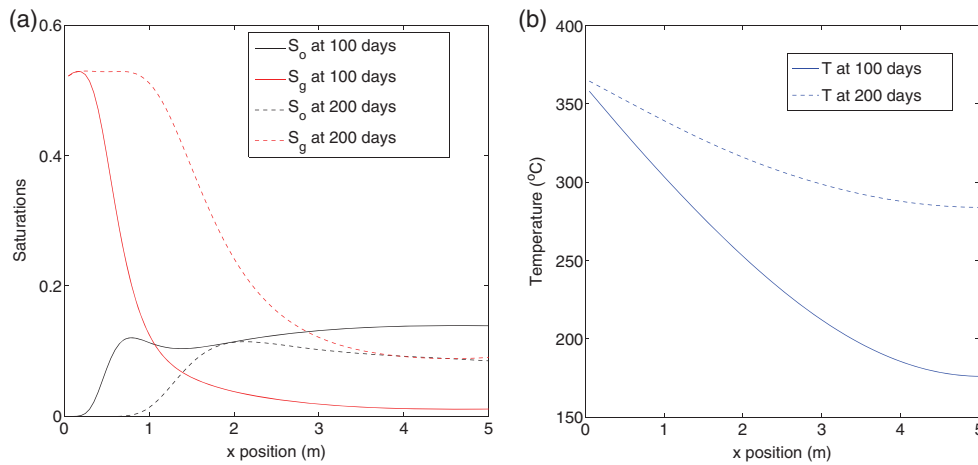 (a)
0.6
0.4
0.2
0
Saturations
S_o at 100 days
S_g at 100 days
S_o at 200 days
S_g at 200 days
0 1 2 3 4 5
x position (m)
(b)
400
350
300
250
200
150
Temperature (°C)
T at 100 days
T at 200 days
0 1 2 3 4 5
x position (m)